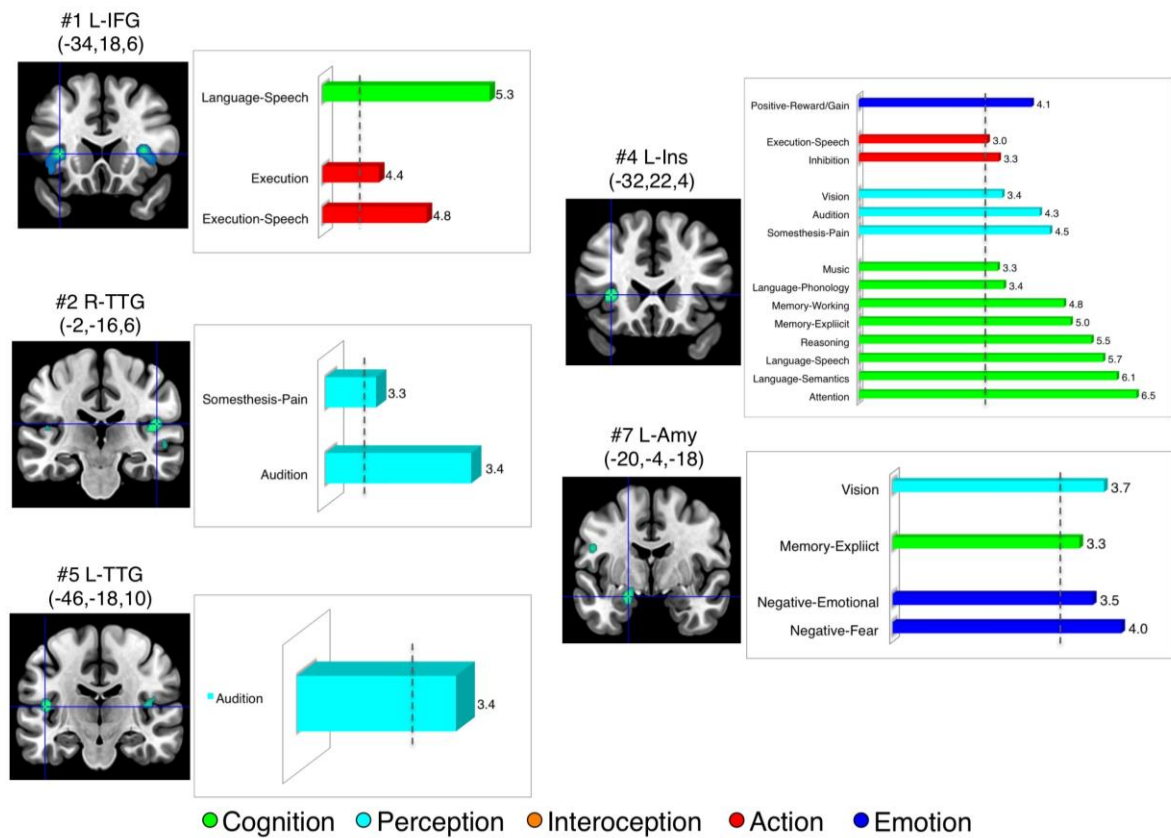 #1 L-IFG
(-34,18,6)
Language-Speech
5.3
Execution
4.4
Execution-Speech
4.8
#2 R-TTG
(-2,-16,6)
Somesthesis-Pain
3.3
Audition
3.4
#5 L-TTG
(-46,-18,10)
Audition
3.4
#4 L-Ins
(-32,22,4)
Positive-Reward/Gain
4.1
Execution-Speech
3.0
Inhibition
3.3
Vision
3.4
Audition
4.3
Somesthesis-Pain
4.5
Music
3.3
Language-Phonology
3.4
Memory-Working
4.8
Memory-Expliicit
5.0
Reasoning
5.5
Language-Speech
5.7
Language-Semantics
6.1
Attention
6.5
#7 L-Amy
(-20,-4,-18)
Vision
3.7
Memory-Expliict
3.3
Negative-Emotional
3.5
Negative-Fear
4.0
Cognition Perception Interoception Action Emotion